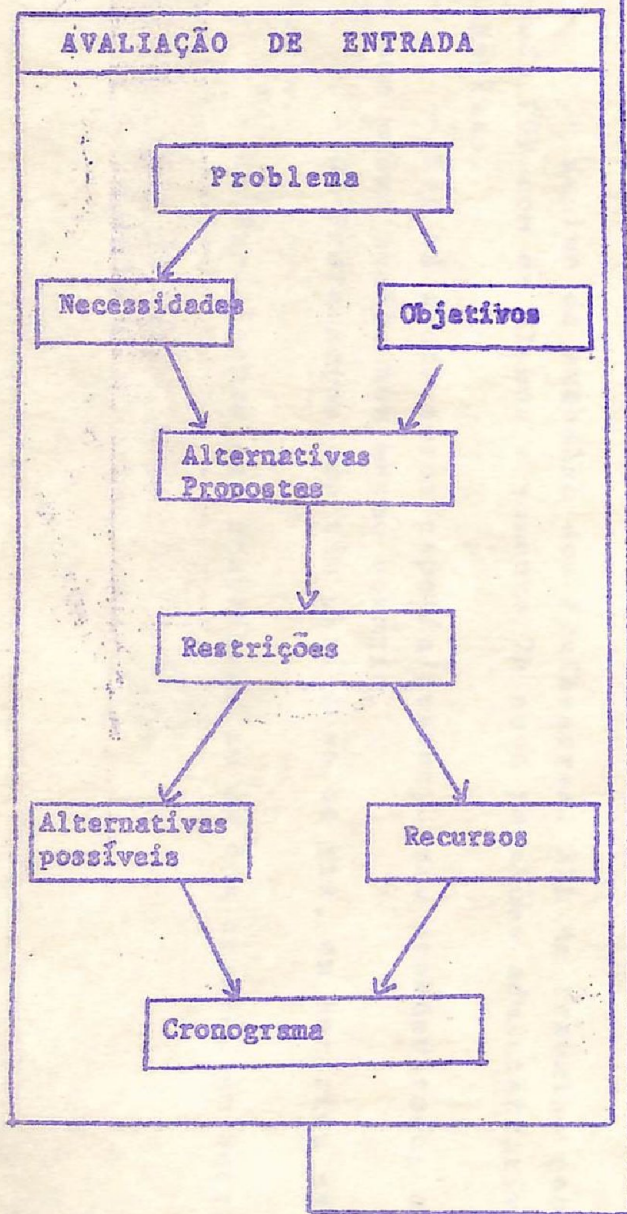 AVALIAÇÃO DE ENTRADA
Problema
Necessidades
Objetivos
Alternativas
Propostas
Restrições
Alternativas
possíveis
Recursos
Cronograma